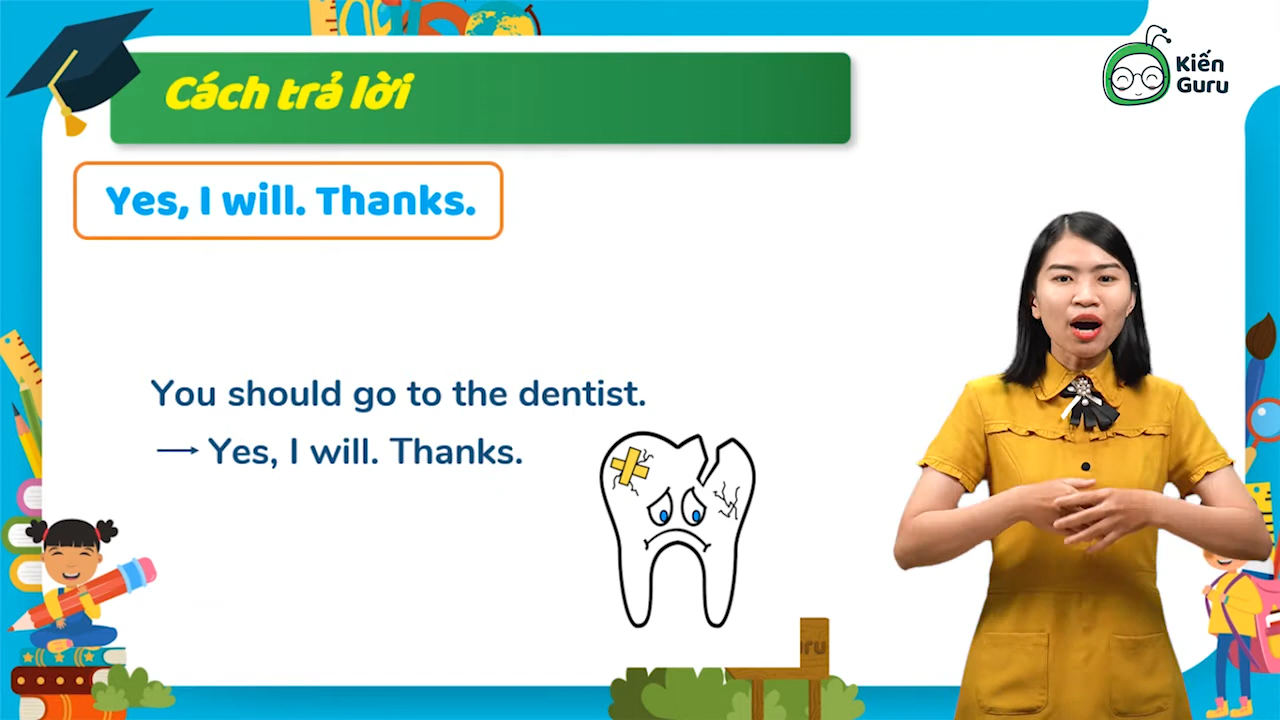 Cách trả lời
Kiến
Guru
Yes, I will. Thanks.
You should go to the dentist.
→ Yes, I will. Thanks.